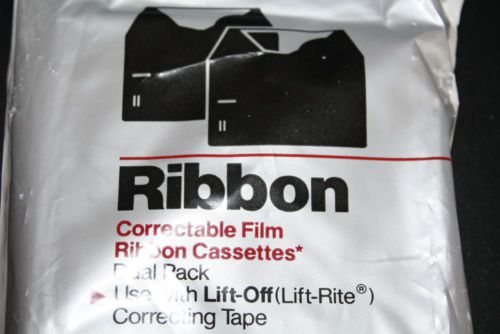 Ribbon
Correctable Film
Ribbon Cassettes*
Dual Pack
Use with Lift-Off (Lift-Rite®)
Correcting Tape